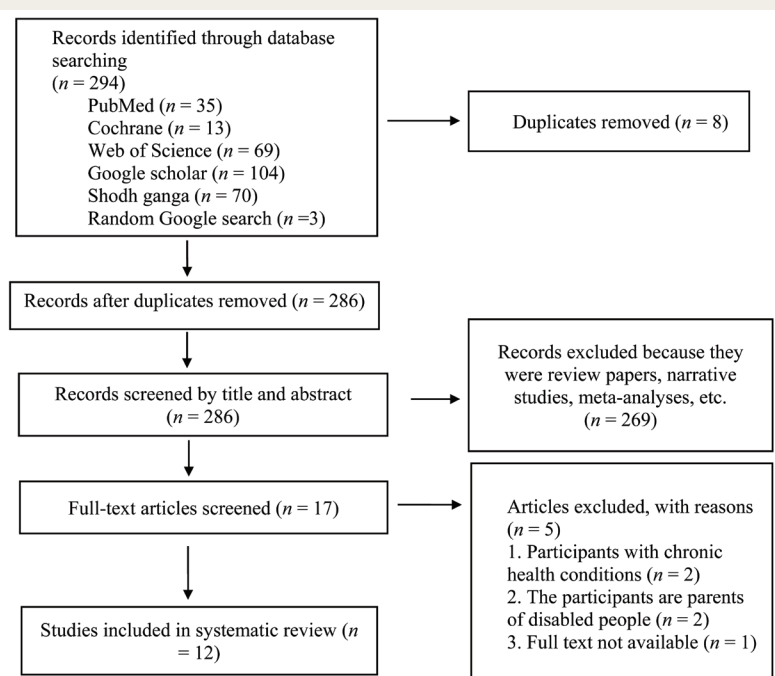 Records identified through database
searching
(n = 294)
PubMed (n = 35)
Cochrane (n = 13)
Web of Science (n = 69)
Google scholar (n = 104)
Shodh ganga (n = 70)
Random Google search (n =3)
Duplicates removed (n = 8)
Records after duplicates removed (n = 286)
Records screened by title and abstract
(n = 286)
Records excluded because they
were review papers, narrative
studies, meta-analyses, etc.
(n = 269)
Full-text articles screened (n = 17)
Articles excluded, with reasons
(n = 5)
1. Participants with chronic
health conditions (n = 2)
2. The participants are parents
of disabled people (n = 2)
3. Full text not available (n = 1)
Studies included in systematic review (n
= 12)